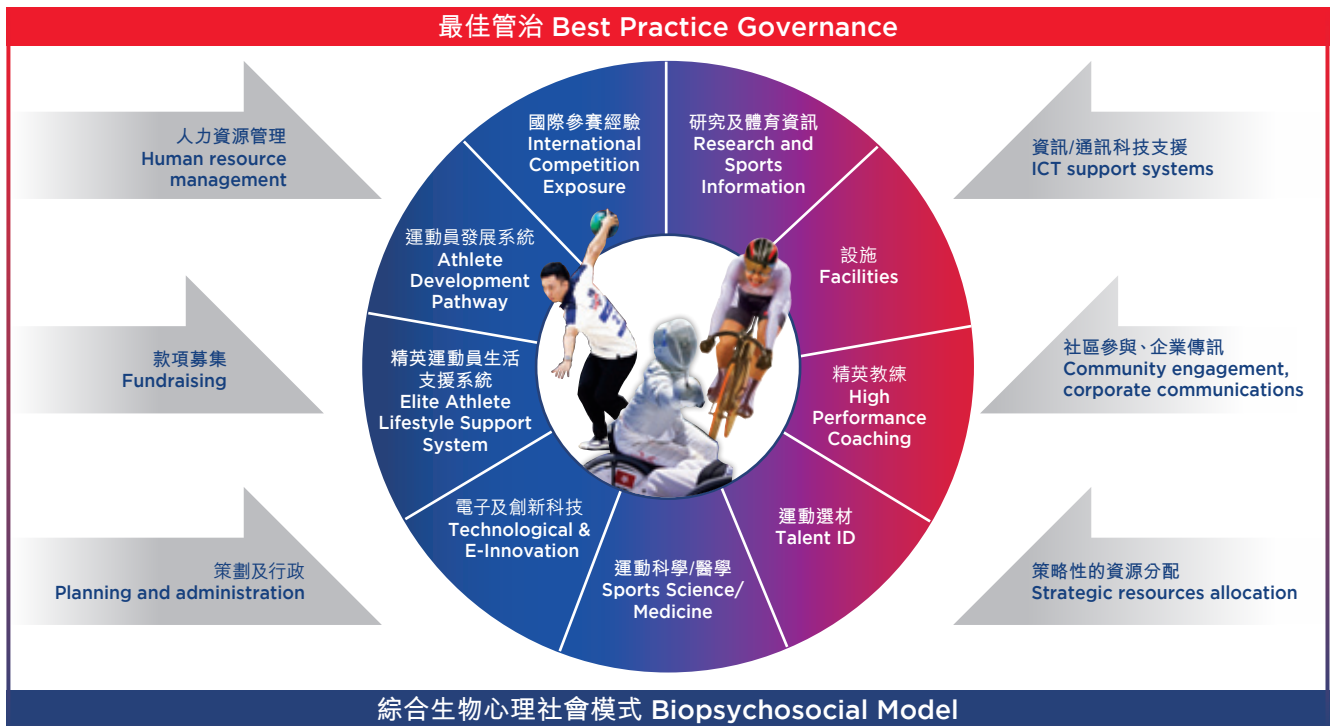 最佳管治 Best Practice Governance
人力資源管理
Human resource
management
款項募集
Fundraising
策劃及行政
Planning and administration
國際參賽經驗
International
Competition
Exposure
研究及體育資訊
Research and
Sports
Information
設施
Facilities
精英教練
High
Performance
Coaching
運動選材
Talent ID
運動科學/醫學
Sports Science/
Medicine
電子及創新科技
Technological &
E-Innovation
精英運動員生活
支援系統
Elite Athlete
Lifestyle Support
System
運動員發展系統
Athlete
Development
Pathway
資訊/通訊科技支援
ICT support systems
社區參與、企業傳訊
Community engagement,
corporate communications
策略性的資源分配
Strategic resources allocation
綜合生物心理社會模式 Biopsychosocial Model